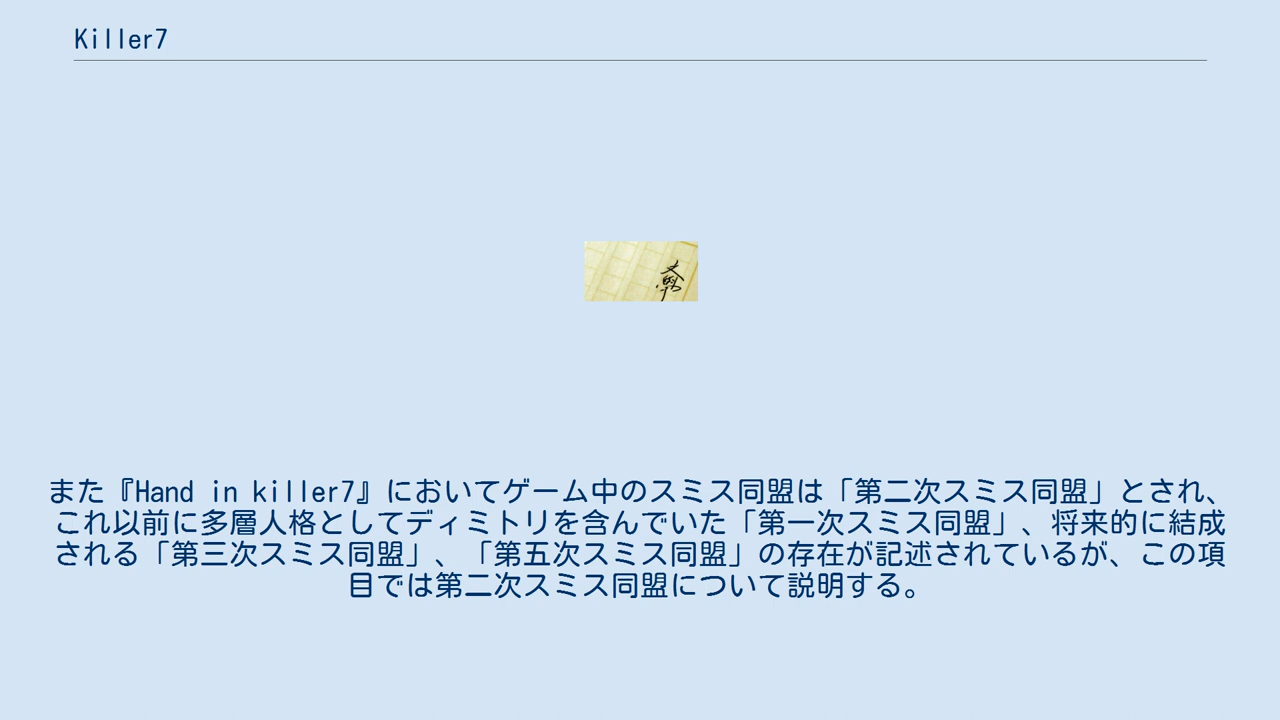 Killer7
また『Hand in killer7』においてゲーム中のスミス同盟は「第二次スミス同盟」とされ、
これ以前に多層人格としてディミトリを含んでいた「第一次スミス同盟」、将来的に結成
される「第三次スミス同盟」、「第五次スミス同盟」の存在が記述されているが、この項
目では第二次スミス同盟について説明する。